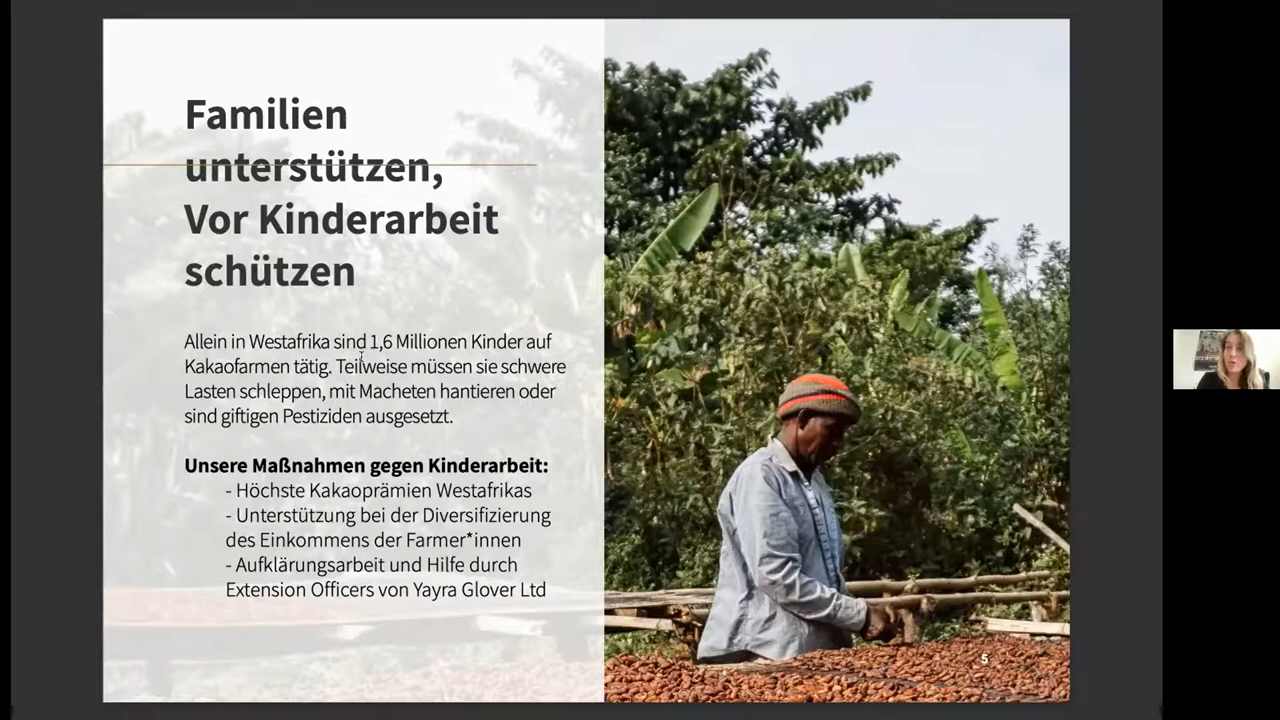 Familien
unterstützen,
Vor Kinderarbeit
schützen
Allein in Westafrika sind 1,6 Millionen Kinder auf
Kakaofarmen tätig. Teilweise müssen sie schwere
Lasten schleppen, mit Macheten hantieren oder
sind giftigen Pestiziden ausgesetzt.
Unsere Maßnahmen gegen Kinderarbeit:
- Höchste Kakaoprämien Westafrikas
- Unterstützung bei der Diversifizierung
des Einkommens der Farmer*innen
- Aufklärungsarbeit und Hilfe durch
Extension Officers von Yayra Glover Ltd
5